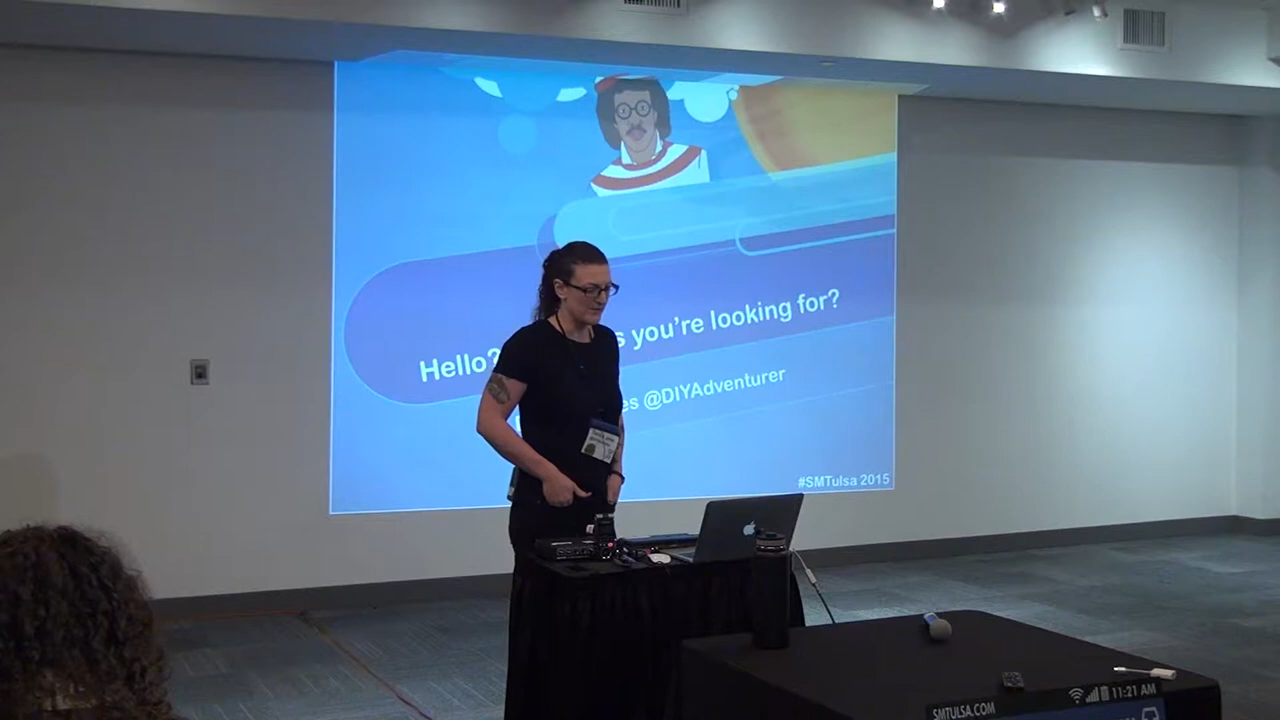 Hello? s you're looking for?
es @DIYAdventurer
#SMTulsa 2015
SMTULSA.COM
11:21 AM